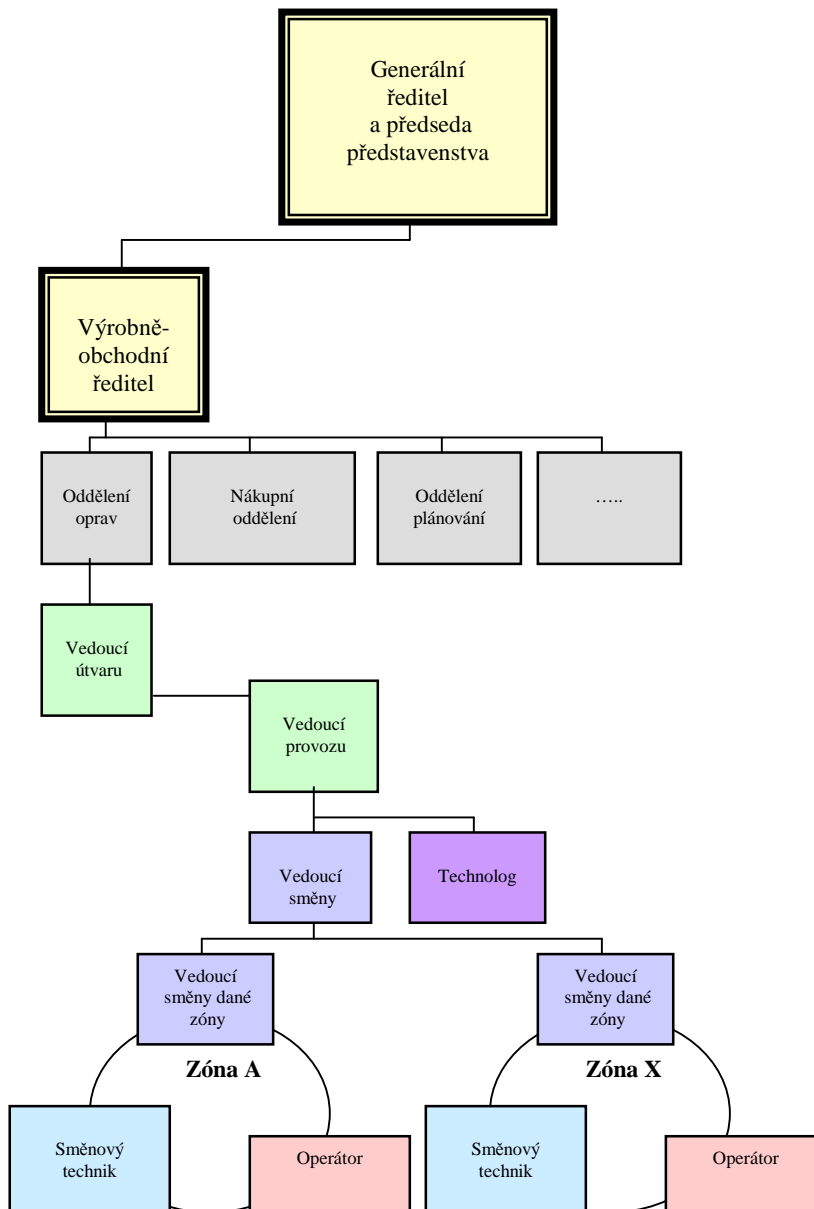 Generální
ředitel
a předseda
představenstva
Výrobně-
obchodní
ředitel
Oddělení
oprav
Nákupní
oddělení
Oddělení
plánování
…..
Vedoucí
útvaru
Vedoucí
provozu
Vedoucí
směny
Technolog
Vedoucí
směny dané
zóny
Vedoucí
směny dané
zóny
Zóna A
Zóna X
Směnový
technik
Operátor
Směnový
technik
Operátor